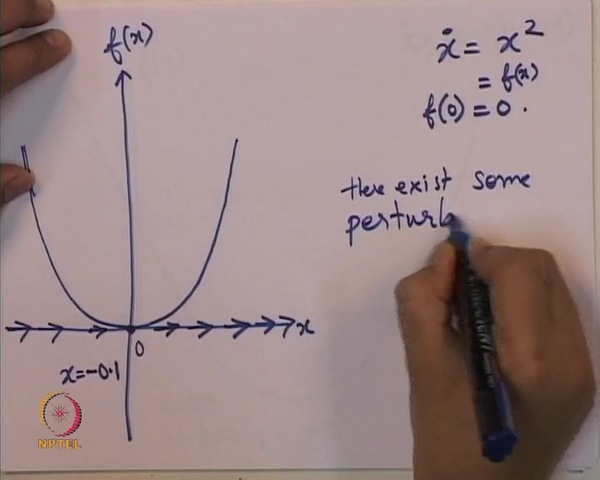 f(x)
ẋ = x²
= f(x)
f(0) = 0.
there exist some
perturb
x
0
x=-0.1
NPTEL